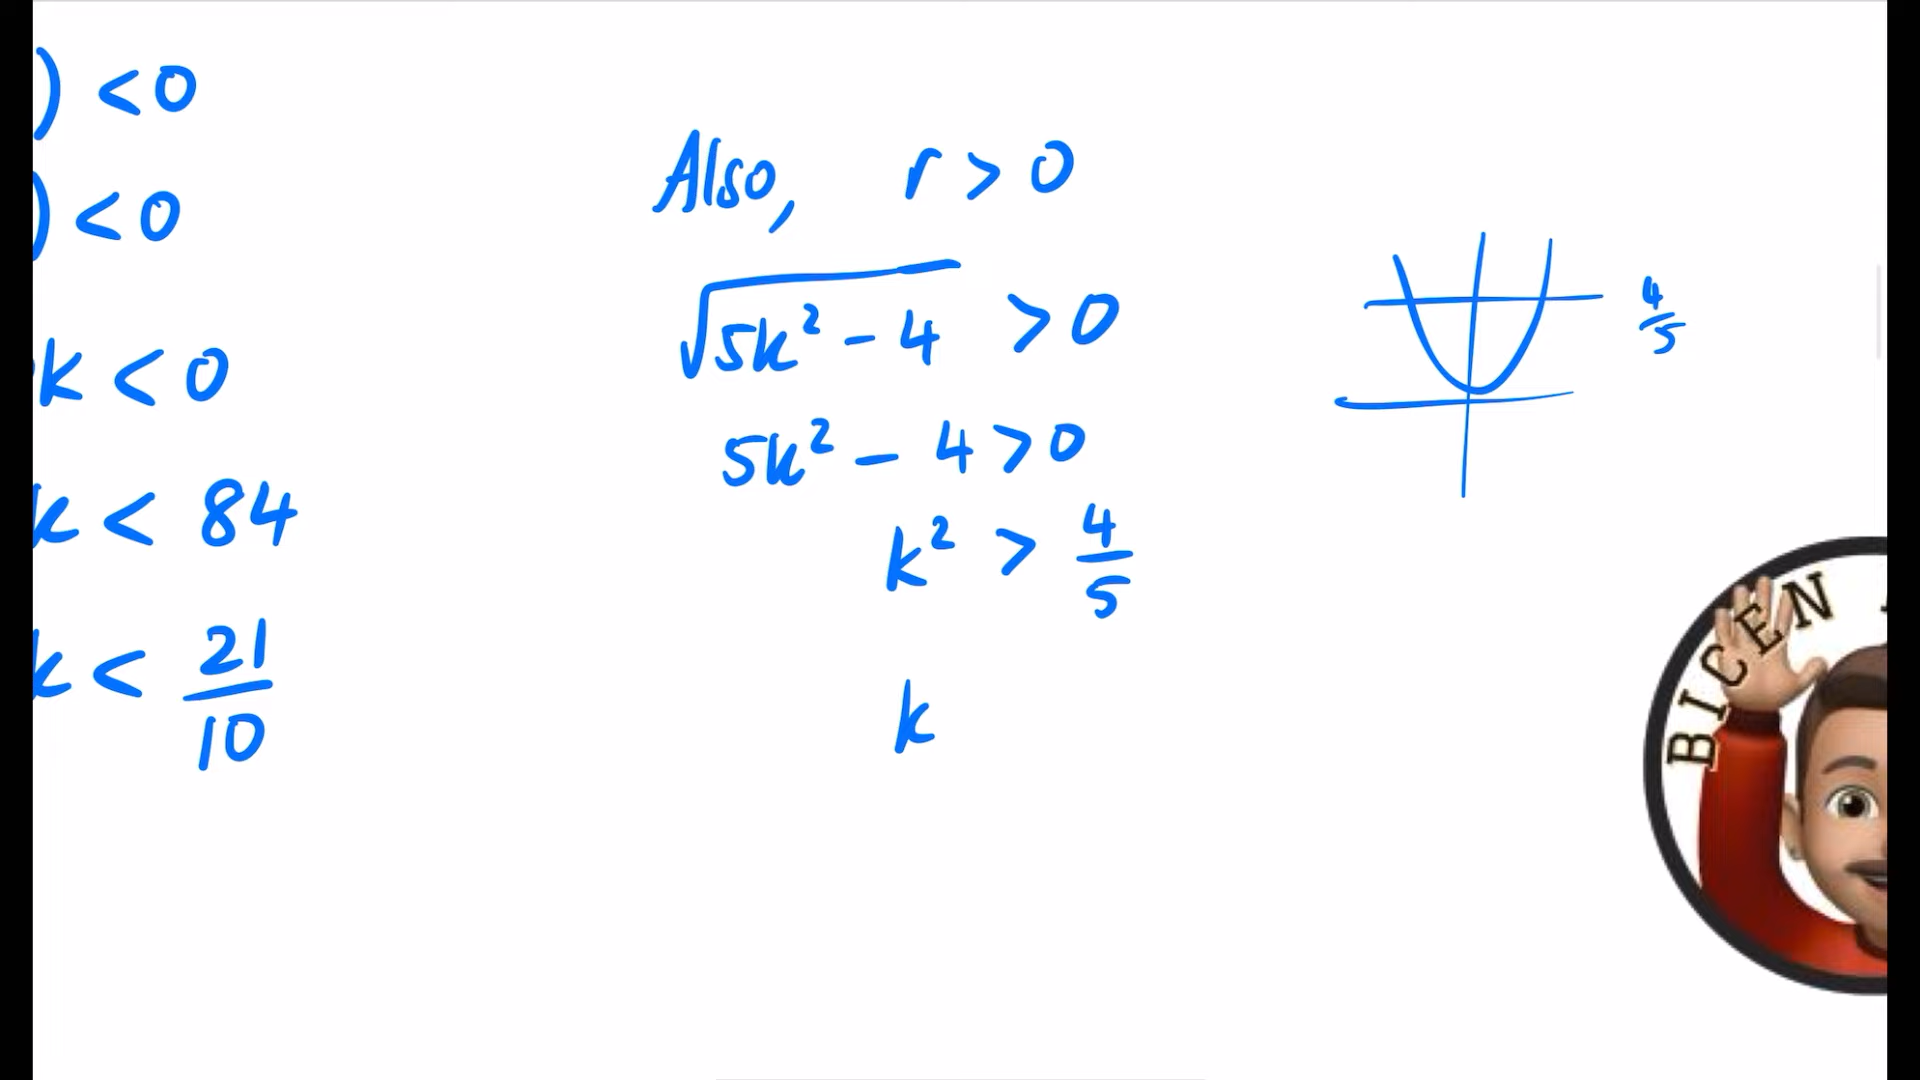 ) < 0
) < 0
k < 0
k < 84
k < 21/10
Also, r > 0
√(5k² - 4) > 0
5k² - 4 > 0
k² > 4/5
k
4/5
BICEN